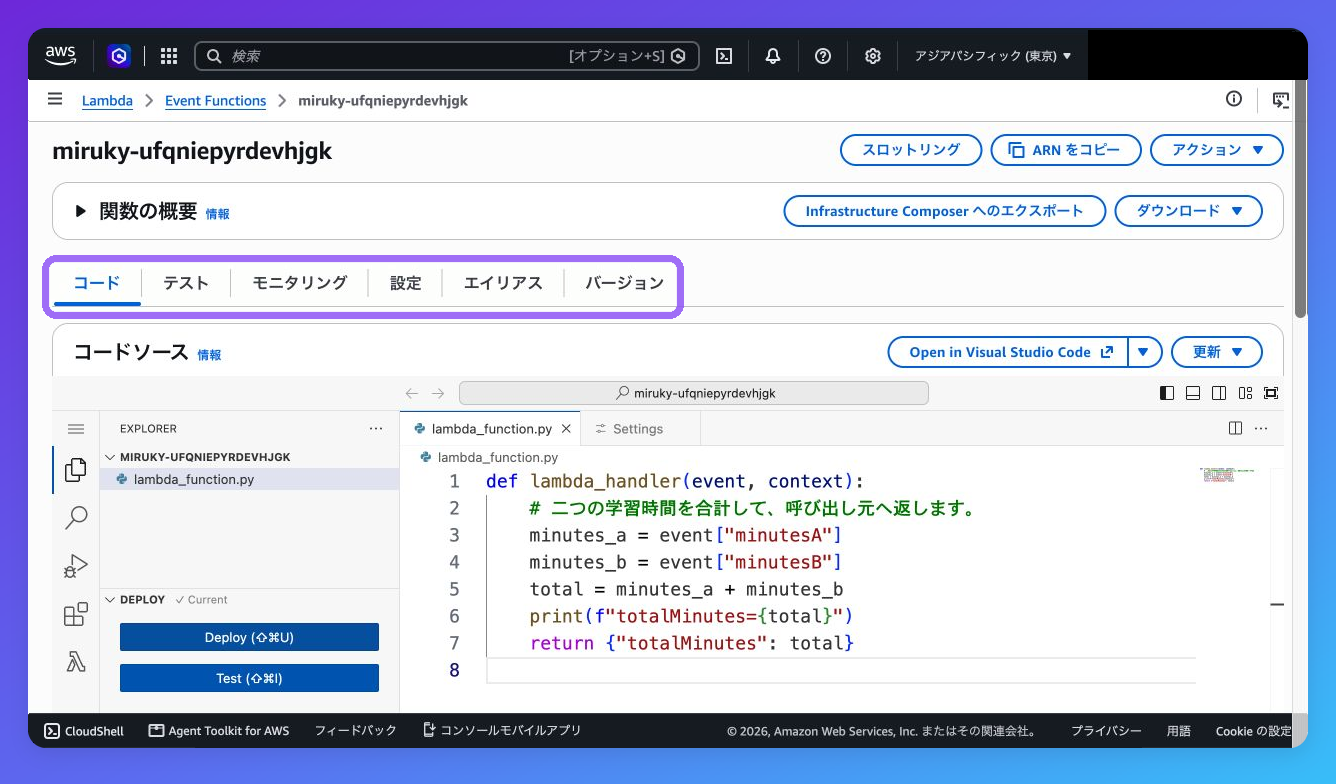 aws 検索 [オプション+S] アジアパシフィック (東京) ▼
Lambda > Event Functions > miruky-ufqniepyrdevhjgk
miruky-ufqniepyrdevhjgk スロットリング ARN をコピー アクション ▼
▶ 関数の概要 情報 Infrastructure Composer へのエクスポート ダウンロード ▼
コード テスト モニタリング 設定 エイリアス バージョン
コードソース 情報 Open in Visual Studio Code ▼ 更新 ▼
miruky-ufqniepyrdevhjgk
EXPLORER ···
MIRUKY-UFQNIEPYRDEVHJGK
lambda_function.py
DEPLOY ✓ Current
Deploy (⇧⌘U)
Test (⇧⌘I)
lambda_function.py × Settings ···
lambda_function.py
1 def lambda_handler(event, context):
2 # 二つの学習時間を合計して、呼び出し元へ返します。
3 minutes_a = event["minutesA"]
4 minutes_b = event["minutesB"]
5 total = minutes_a + minutes_b
6 print(f"totalMinutes={total}")
7 return {"totalMinutes": total}
8
CloudShell Agent Toolkit for AWS フィードバック コンソールモバイルアプリ © 2026, Amazon Web Services, Inc. またはその関連会社。 プライバシー 用語 Cookie の設定